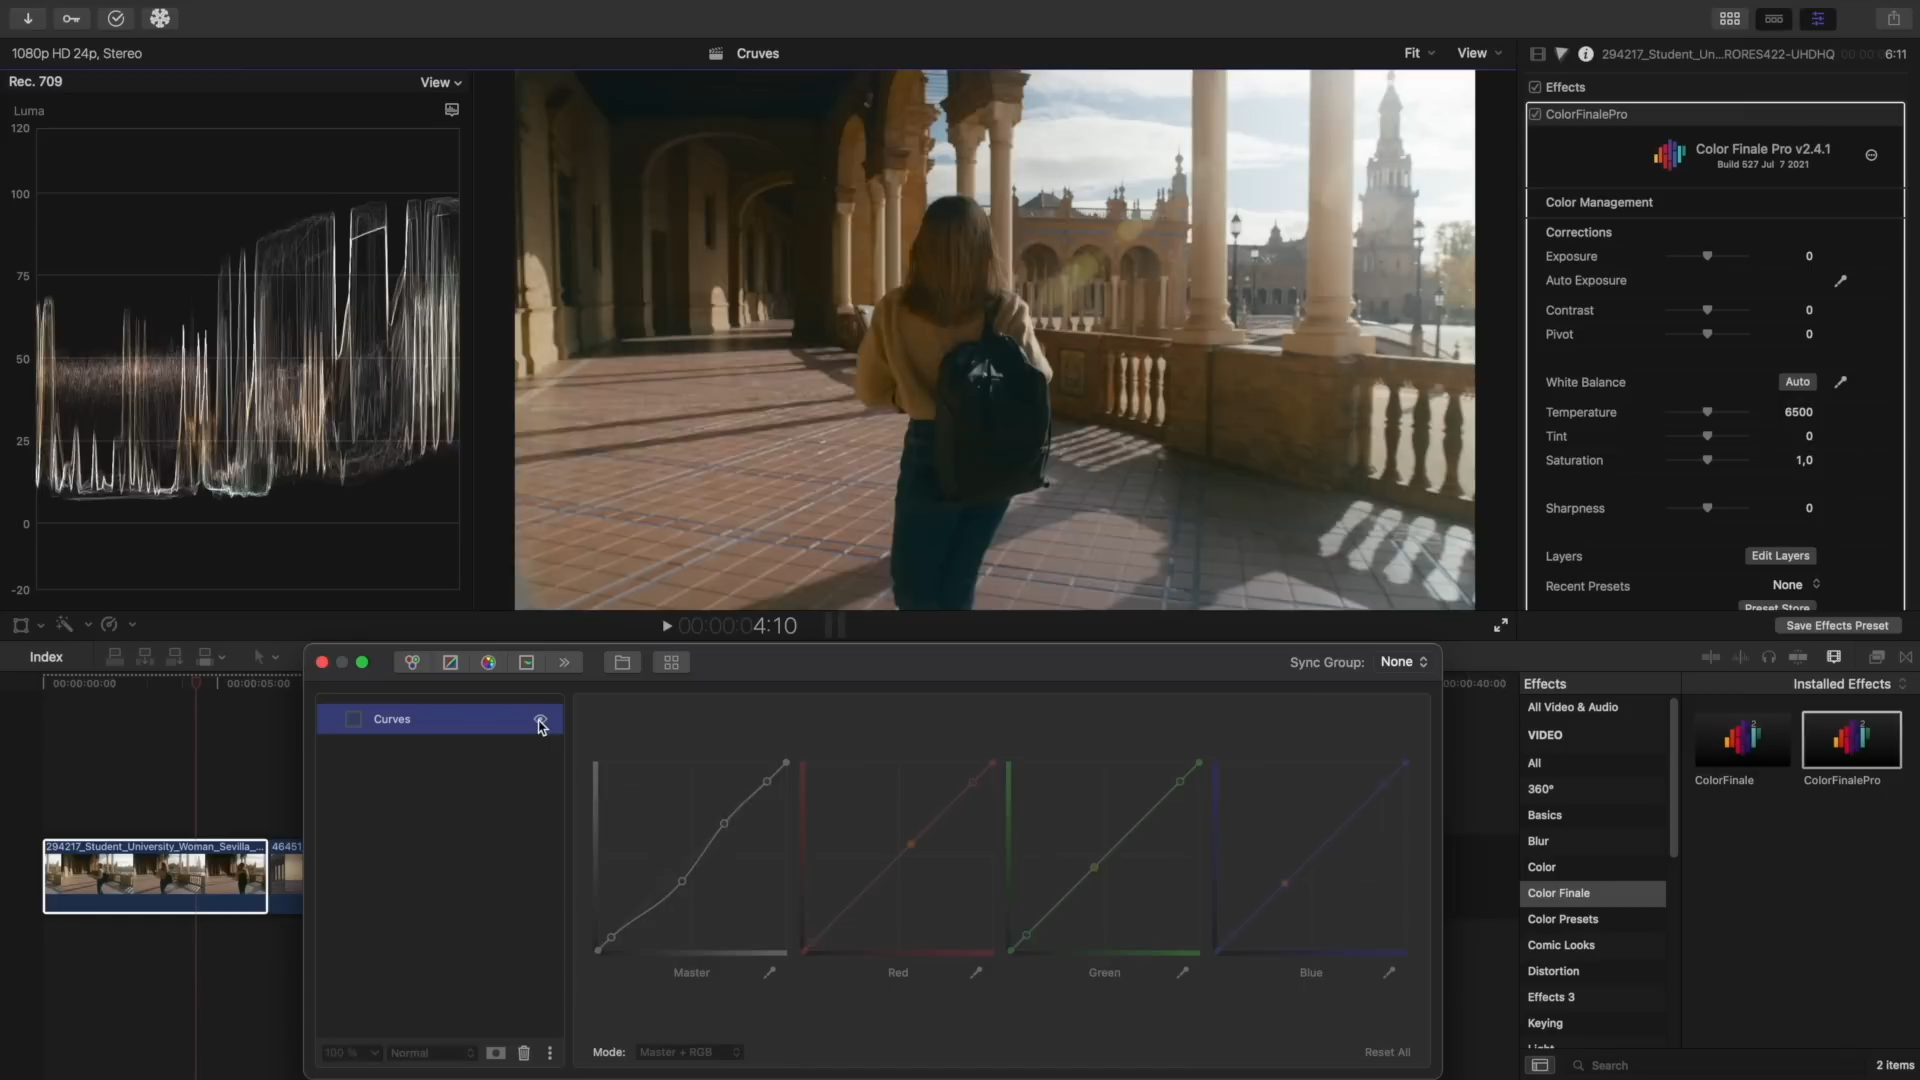 1080p HD 24p, Stereo
Cruves
Fit
View
294217_Student_Un...RORES422-UHDHQ
6:11
Rec. 709
View
Luma
120
100
75
50
25
0
-20
Effects
ColorFinalePro
Color Finale Pro v2.4.1
Build 527 Jul 7 2021
Color Management
Corrections
Exposure
0
Auto Exposure
Contrast
0
Pivot
0
White Balance
Auto
Temperature
6500
Tint
0
Saturation
1,0
Sharpness
0
Layers
Edit Layers
Recent Presets
None
Preset Store
Save Effects Preset
00:00:04:10
Index
00:00:00:00
00:00:05:00
00:00:40:00
294217_Student_University_Woman_Sevilla_...
46451
Sync Group:
None
Curves
Master
Red
Green
Blue
100 %
Normal
Mode:
Master + RGB
Reset All
Effects
Installed Effects
All Video & Audio
VIDEO
All
360°
Basics
Blur
Color
Color Finale
Color Presets
Comic Looks
Distortion
Effects 3
Keying
Light
2
ColorFinale
2
ColorFinalePro
Search
2 items